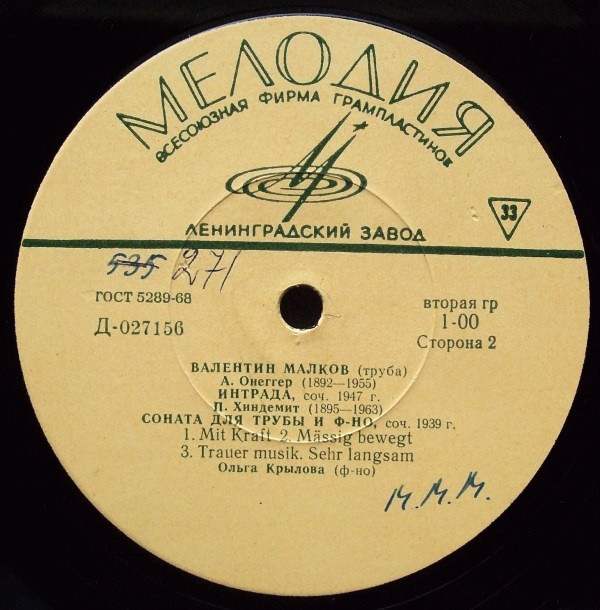 МЕЛОДИЯ
ВСЕСОЮЗНАЯ ФИРМА ГРАМПЛАСТИНОК
33
ЛЕНИНГРАДСКИЙ ЗАВОД
535 271
ГОСТ 5289-68
вторая гр
Д-027156
1-00
Сторона 2
ВАЛЕНТИН МАЛКОВ (труба)
А. Онеггер (1892—1955)
ИНТРАДА, соч. 1947 г.
П. Хиндемит (1895—1963)
СОНАТА ДЛЯ ТРУБЫ И Ф-НО, соч. 1939 г.
1. Mit Kraft 2. Mässig bewegt
3. Trauer musik. Sehr langsam
Ольга Крылова (ф-но)
М.М.М.